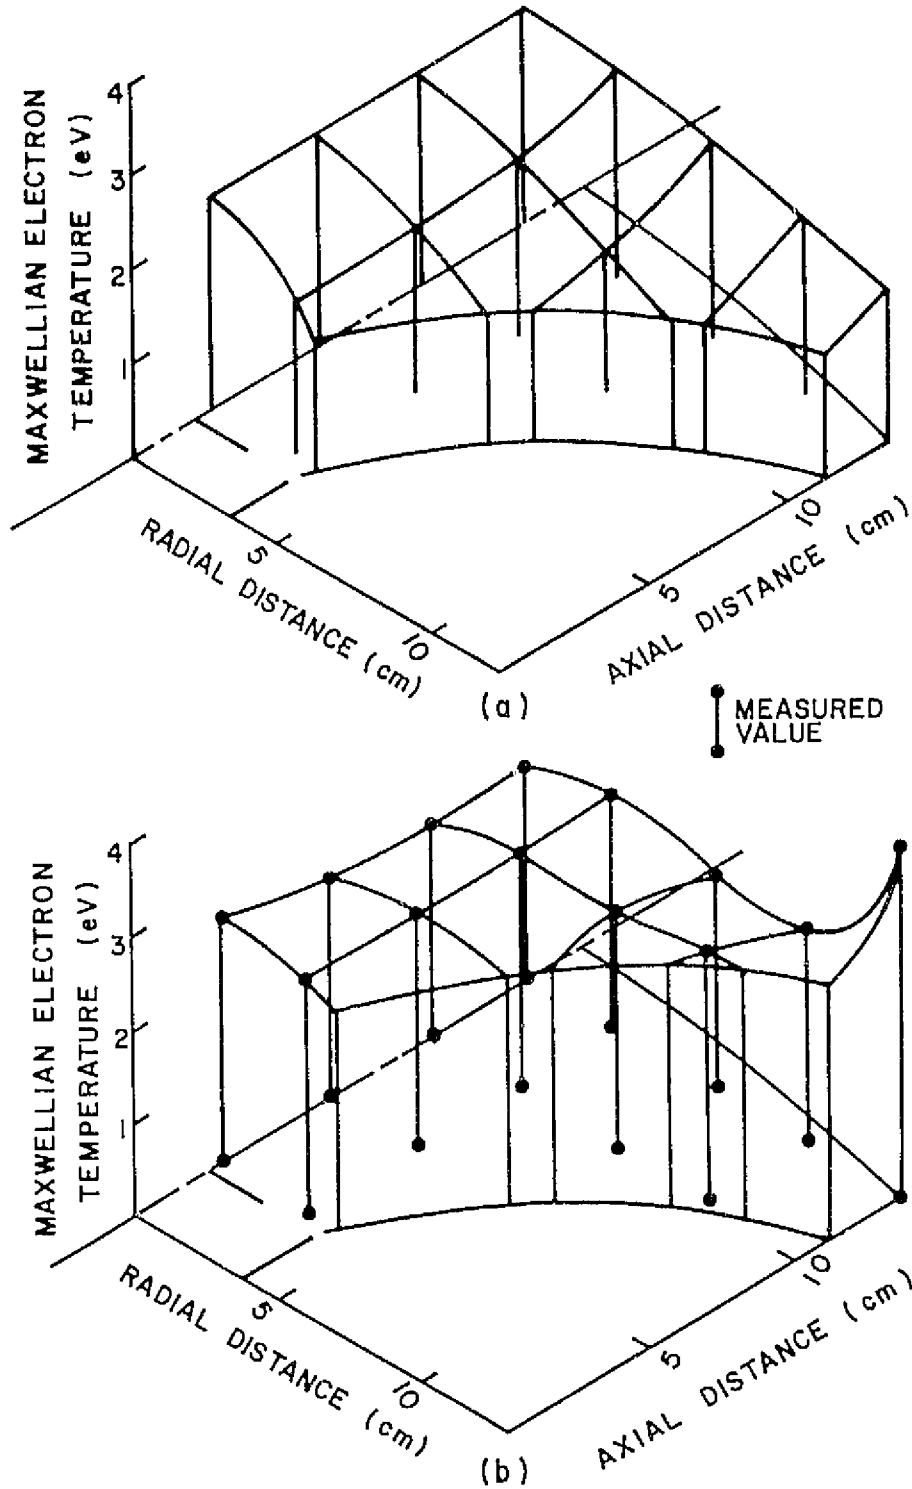 MAXWELLIAN ELECTRON
TEMPERATURE (eV)
4
3
2
1
RADIAL DISTANCE (cm)
5
10
AXIAL DISTANCE (cm)
5
10
(a)
MEASURED
VALUE
MAXWELLIAN ELECTRON
TEMPERATURE (eV)
4
3
2
1
RADIAL DISTANCE (cm)
5
10
AXIAL DISTANCE (cm)
5
10
(b)